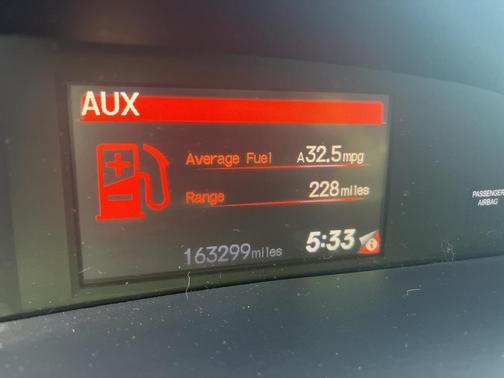 AUX
Average Fuel A32.5mpg
Range 228miles
163299miles 5:33 i
PASSENGER
AIRBAG